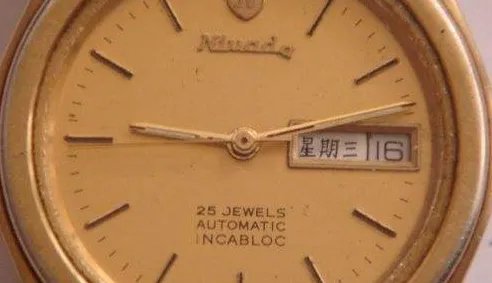 Nivada
星期三 16
25 JEWELS
AUTOMATIC
INCABLOC